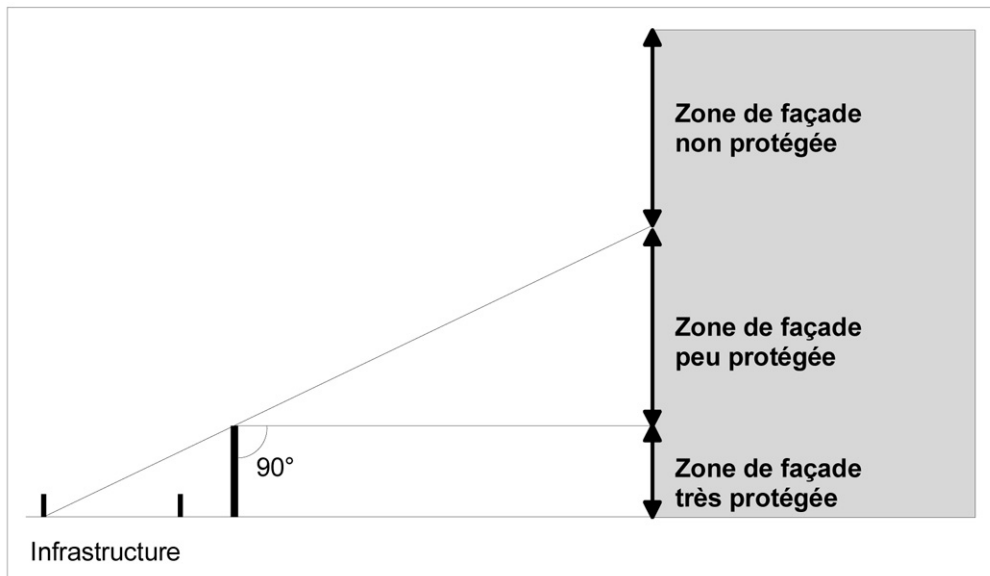 Zone de façade
non protégée
Zone de façade
peu protégée
90°
Zone de façade
très protégée
Infrastructure